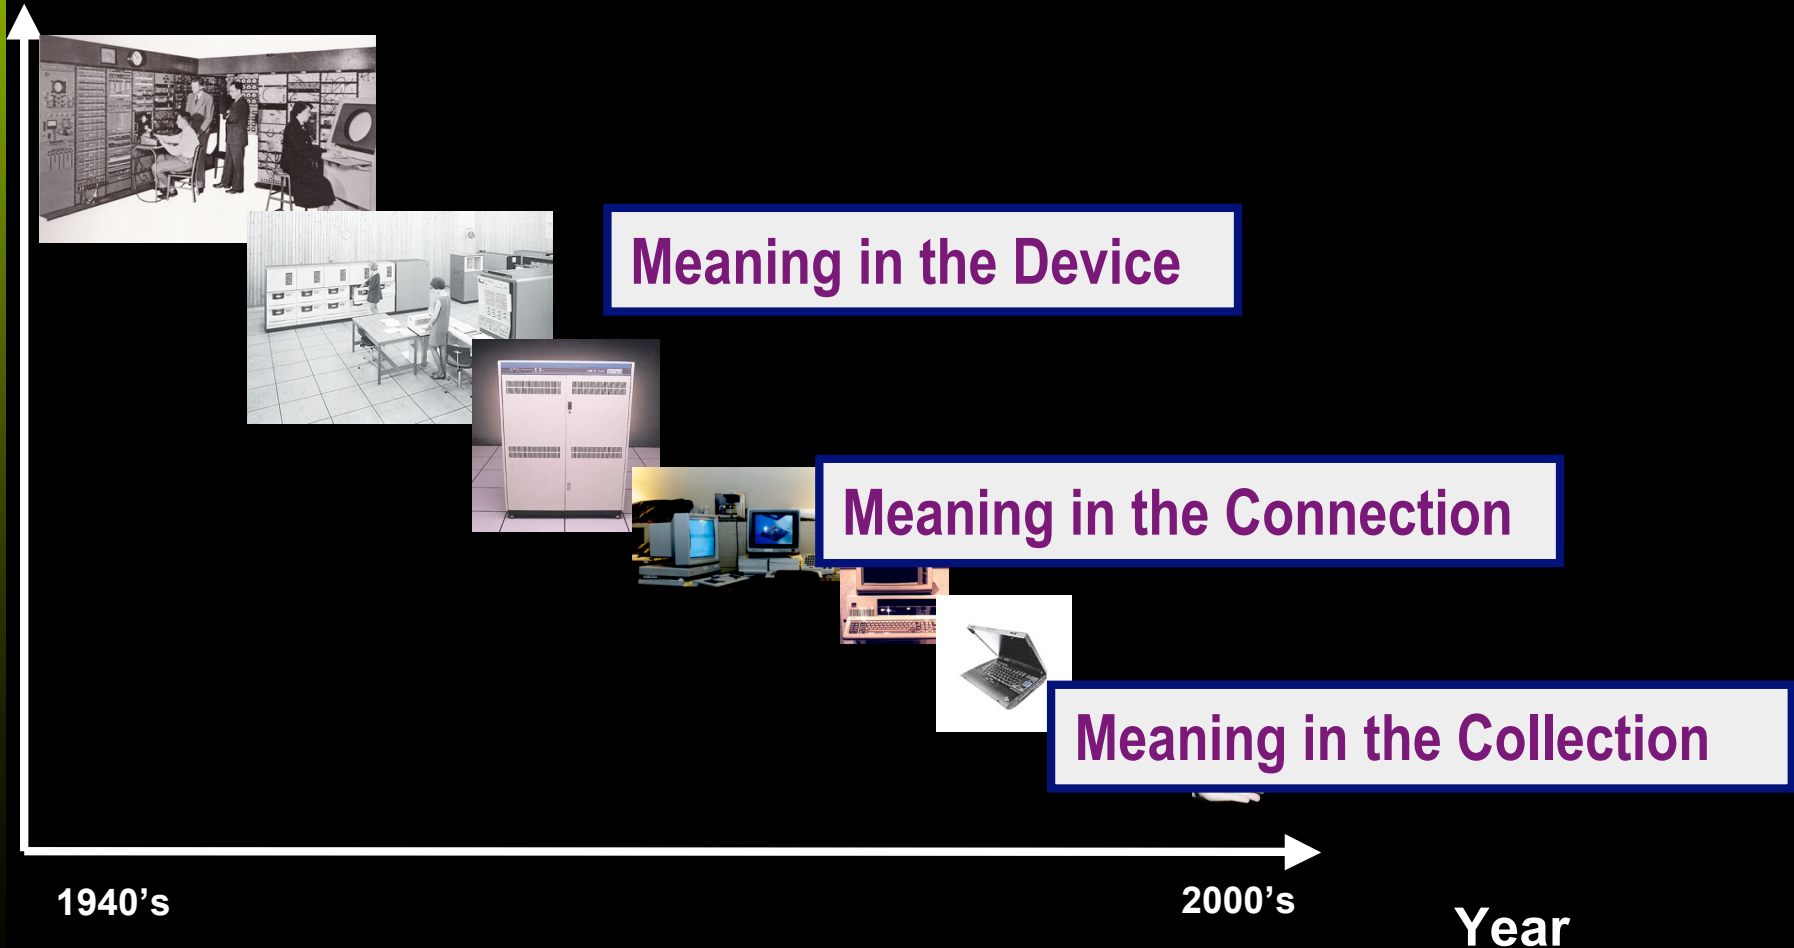 Meaning in the Device
Meaning in the Connection
Meaning in the Collection
1940’s
2000’s
Year